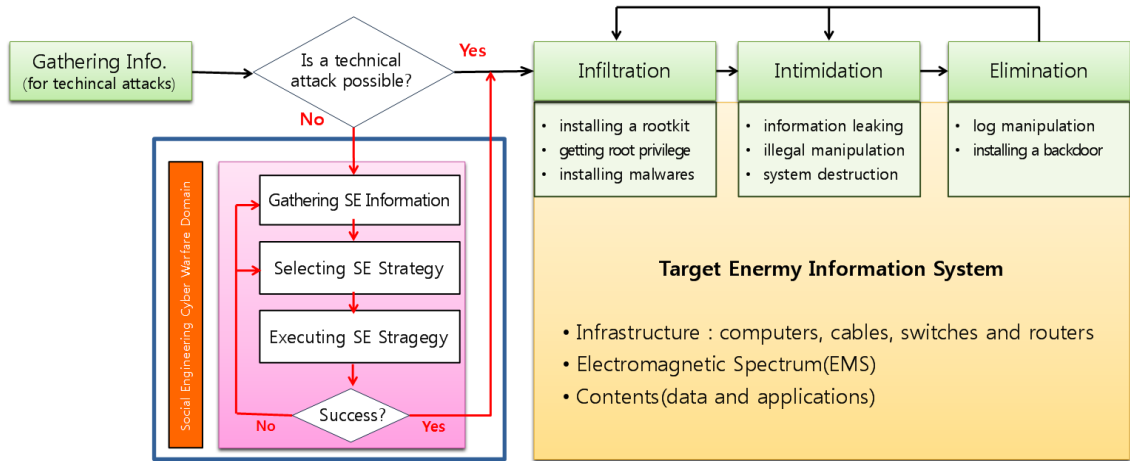 Gathering Info.
(for techincal attacks)
Is a technical
attack possible?
Yes
No
Infiltration
Intimidation
Elimination
• installing a rootkit
• getting root privilege
• installing malwares
• information leaking
• illegal manipulation
• system destruction
• log manipulation
• installing a backdoor
Social Engineering Cyber Warfare Domain
Gathering SE Information
Selecting SE Strategy
Executing SE Stragegy
Success?
No
Yes
Target Enermy Information System
• Infrastructure : computers, cables, switches and routers
• Electromagnetic Spectrum(EMS)
• Contents(data and applications)